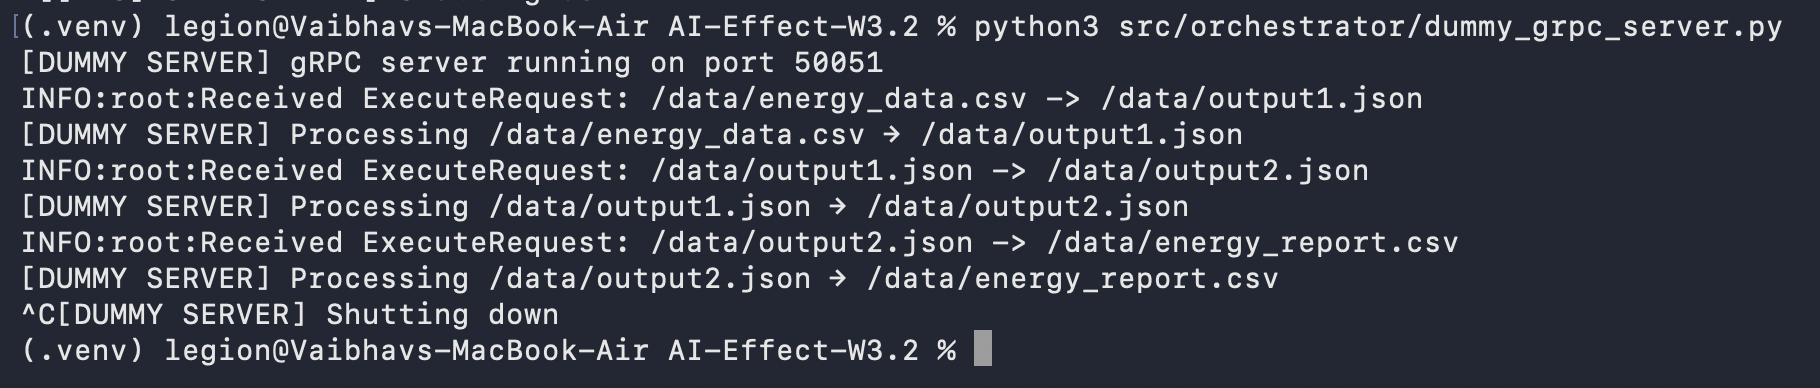 [(.venv) legion@Vaibhavs-MacBook-Air AI-Effect-W3.2 % python3 src/orchestrator/dummy_grpc_server.py
[DUMMY SERVER] gRPC server running on port 50051
INFO:root:Received ExecuteRequest: /data/energy_data.csv -> /data/output1.json
[DUMMY SERVER] Processing /data/energy_data.csv → /data/output1.json
INFO:root:Received ExecuteRequest: /data/output1.json -> /data/output2.json
[DUMMY SERVER] Processing /data/output1.json → /data/output2.json
INFO:root:Received ExecuteRequest: /data/output2.json -> /data/energy_report.csv
[DUMMY SERVER] Processing /data/output2.json → /data/energy_report.csv
^C[DUMMY SERVER] Shutting down
(.venv) legion@Vaibhavs-MacBook-Air AI-Effect-W3.2 %